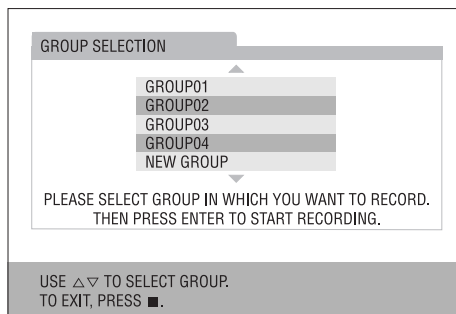 GROUP SELECTION
GROUP01
GROUP02
GROUP03
GROUP04
NEW GROUP
PLEASE SELECT GROUP IN WHICH YOU WANT TO RECORD.
THEN PRESS ENTER TO START RECORDING.
USE △▽ TO SELECT GROUP.
TO EXIT, PRESS ■.